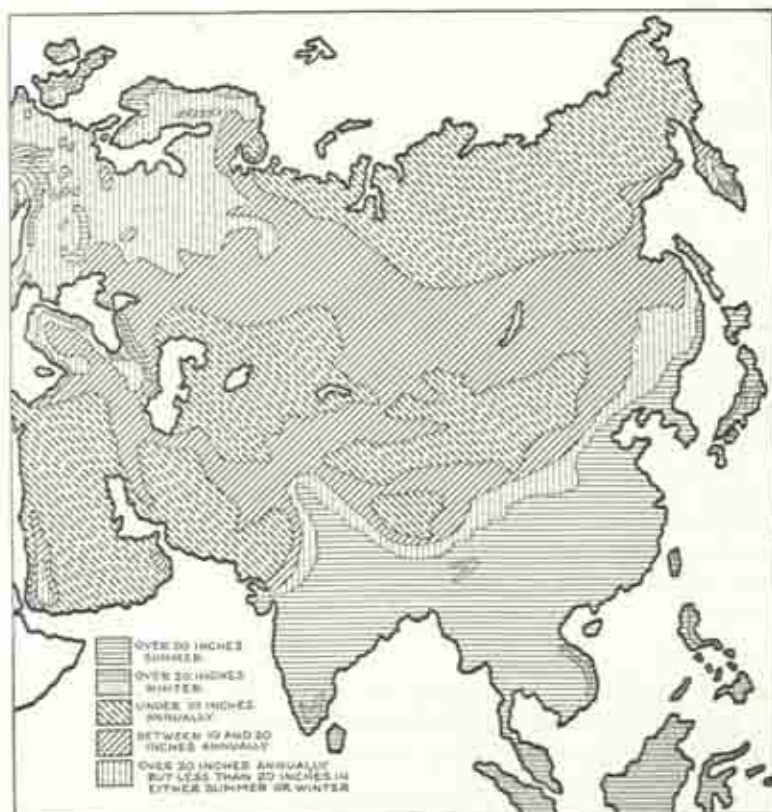 OVER 20 INCHES
SUMMER
OVER 20 INCHES
WINTER
UNDER 10 INCHES
ANNUALLY
BETWEEN 10 AND 20
INCHES ANNUALLY
OVER 20 INCHES ANNUALLY
BUT LESS THAN 20 INCHES IN
EITHER SUMMER OR WINTER